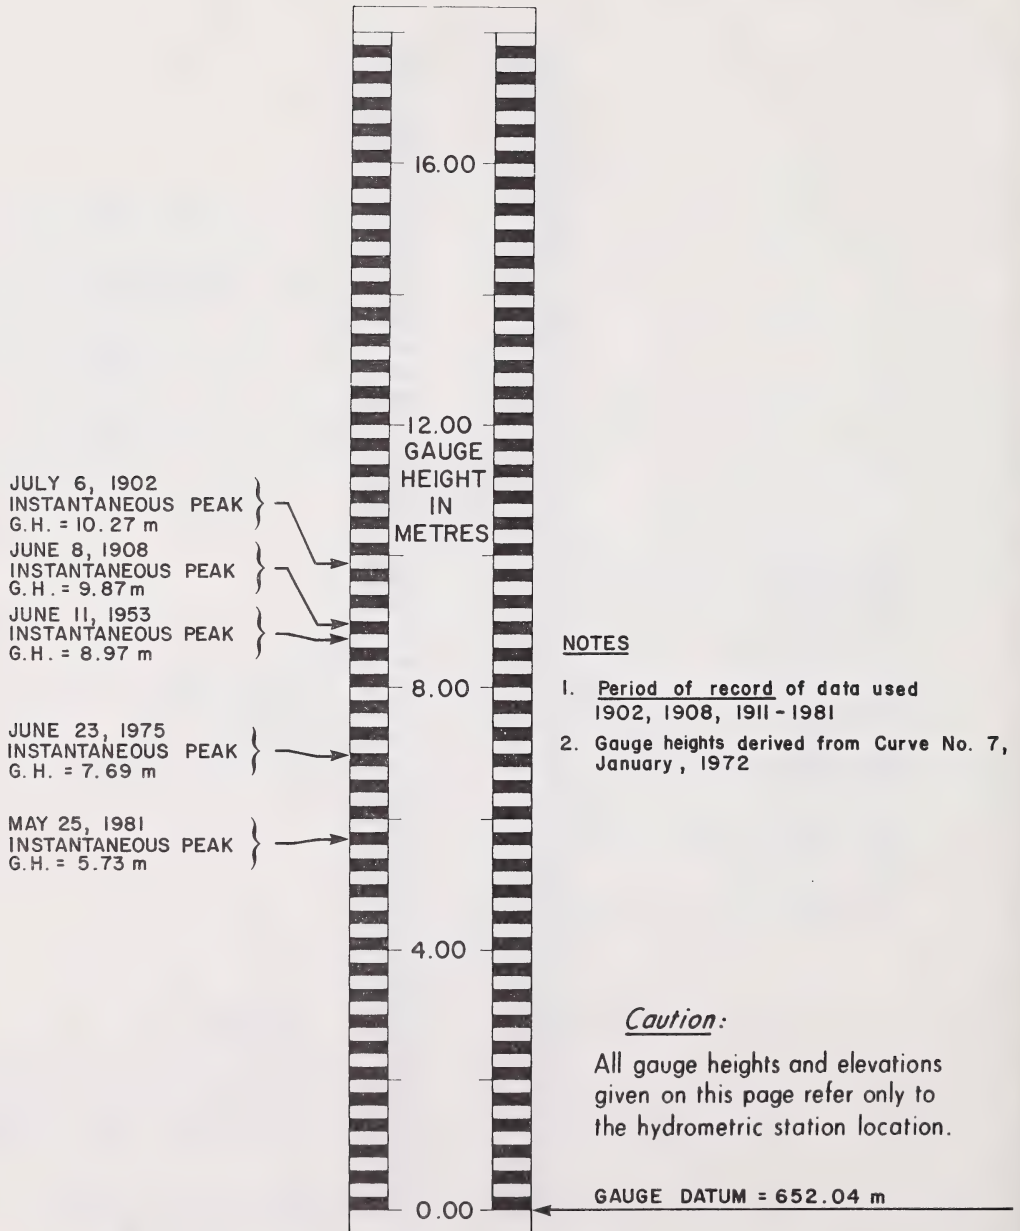 16.00
12.00
GAUGE
HEIGHT
IN
METRES
JULY 6, 1902
INSTANTANEOUS PEAK
G.H. = 10.27 m
JUNE 8, 1908
INSTANTANEOUS PEAK
G.H. = 9.87 m
JUNE 11, 1953
INSTANTANEOUS PEAK
G.H. = 8.97 m
8.00
JUNE 23, 1975
INSTANTANEOUS PEAK
G.H. = 7.69 m
MAY 25, 1981
INSTANTANEOUS PEAK
G.H. = 5.73 m
4.00
0.00
NOTES
1. Period of record of data used
1902, 1908, 1911-1981
2. Gauge heights derived from Curve No. 7,
January, 1972
Caution:
All gauge heights and elevations
given on this page refer only to
the hydrometric station location.
GAUGE DATUM = 652.04 m